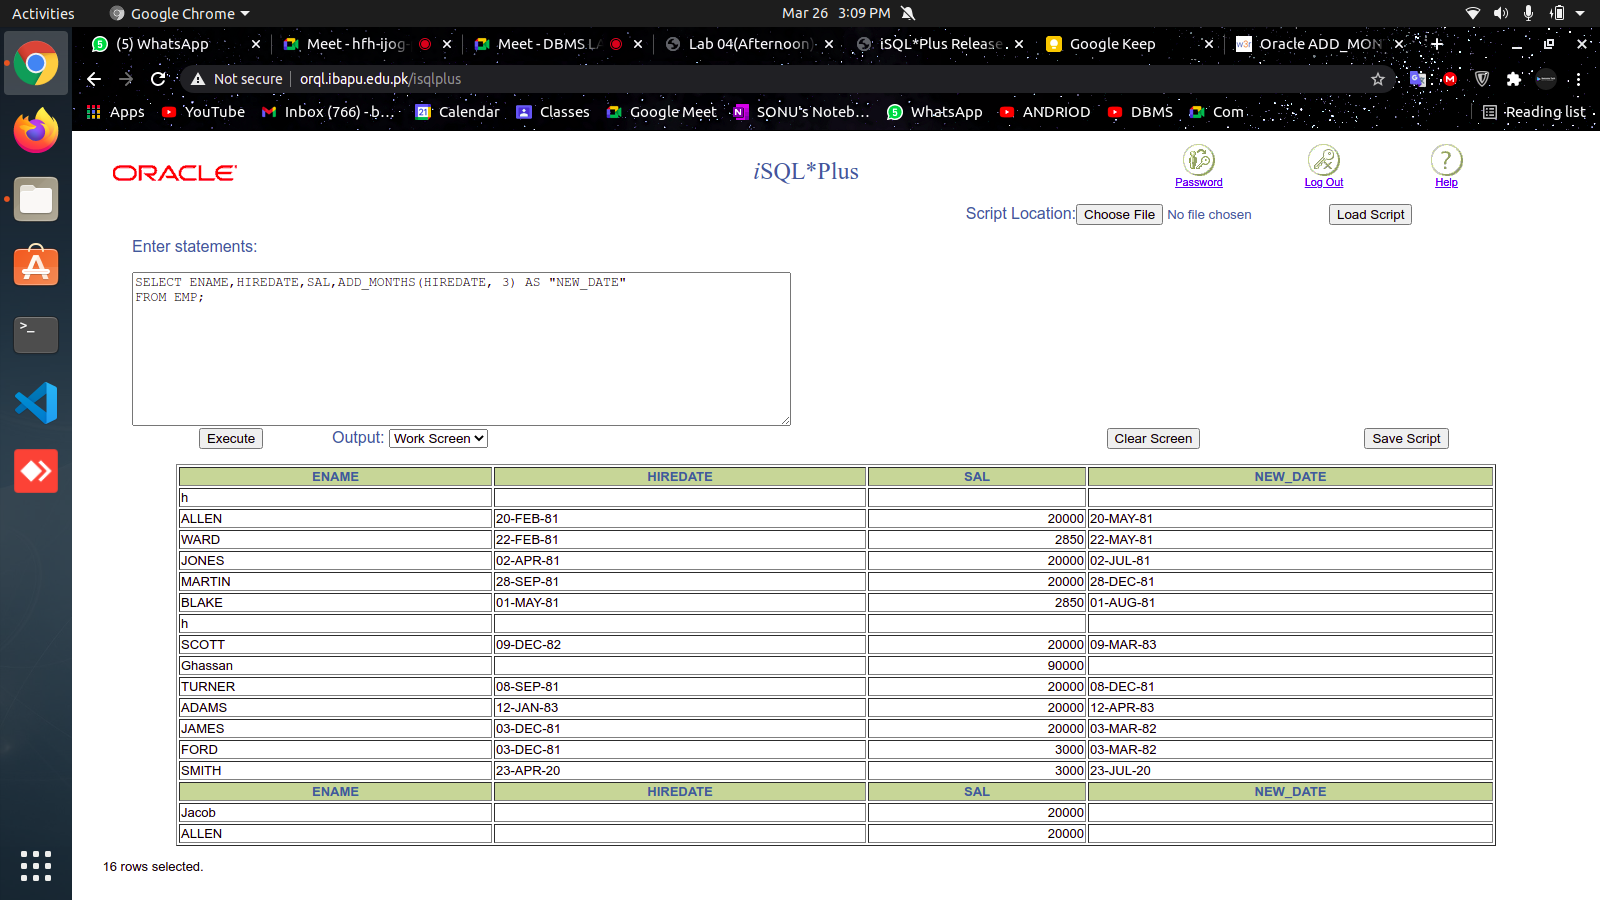 Activities Google Chrome Mar 26 3:09 PM
(5) WhatsApp Meet - hfh-ijog- Meet - DBMS LA Lab 04(Afternoon) iSQL*Plus Release Google Keep w3r Oracle ADD_MON
Not secure orql.ibapu.edu.pk/isqlplus
Apps YouTube Inbox (766) - b... Calendar Classes Google Meet SONU's Noteb... WhatsApp ANDRIOD DBMS Com Reading list
ORACLE iSQL*Plus
Password Log Out Help
Script Location: Choose File No file chosen Load Script
Enter statements:
SELECT ENAME,HIREDATE,SAL,ADD_MONTHS(HIREDATE, 3) AS "NEW_DATE"
FROM EMP;
Execute Output: Work Screen Clear Screen Save Script
ENAME HIREDATE SAL NEW_DATE
h
ALLEN 20-FEB-81 20000 20-MAY-81
WARD 22-FEB-81 2850 22-MAY-81
JONES 02-APR-81 20000 02-JUL-81
MARTIN 28-SEP-81 20000 28-DEC-81
BLAKE 01-MAY-81 2850 01-AUG-81
h
SCOTT 09-DEC-82 20000 09-MAR-83
Ghassan 90000
TURNER 08-SEP-81 20000 08-DEC-81
ADAMS 12-JAN-83 20000 12-APR-83
JAMES 03-DEC-81 20000 03-MAR-82
FORD 03-DEC-81 3000 03-MAR-82
SMITH 23-APR-20 3000 23-JUL-20
ENAME HIREDATE SAL NEW_DATE
Jacob 20000
ALLEN 20000
16 rows selected.